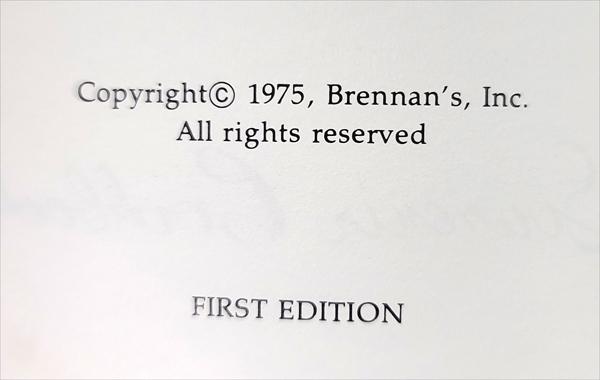 Copyright© 1975, Brennan's, Inc.
All rights reserved
FIRST EDITION